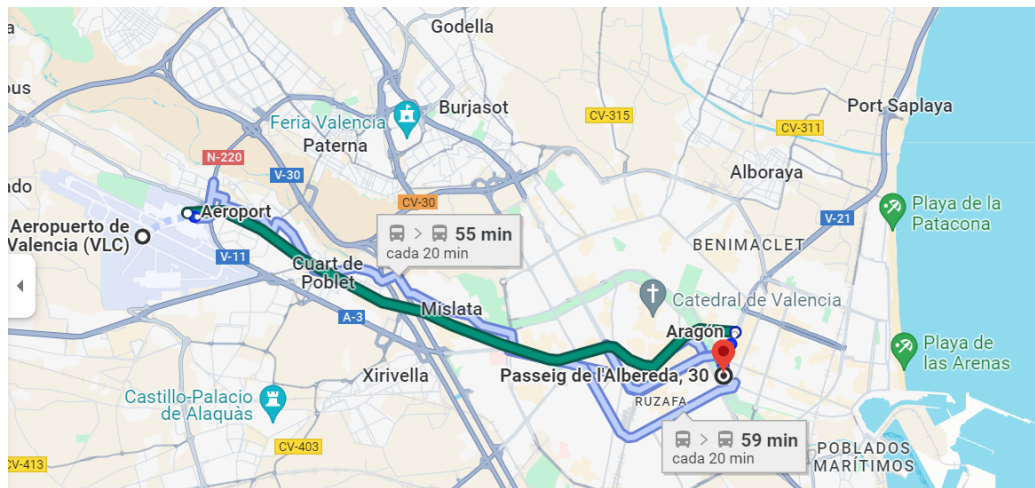 a
Godella
ous
Burjasot
Port Saplaya
Feria Valencia
Paterna
CV-315
CV-311
N-220
V-30
Alboraya
ado
CV-30
Playa de la
Patacona
Aeroport
V-21
Aeropuerto de
Valencia (VLC)
55 min
cada 20 min
BENIMACLET
V-11
Cuart de
Poblet
Mislata
Catedral de Valencia
A-3
Aragón
Playa de
las Arenas
Xirivella
Passeig de l'Albereda, 30
Castillo-Palacio
de Alaquàs
RUZAFA
59 min
cada 20 min
CV-403
POBLADOS
MARÍTIMOS
CV-413